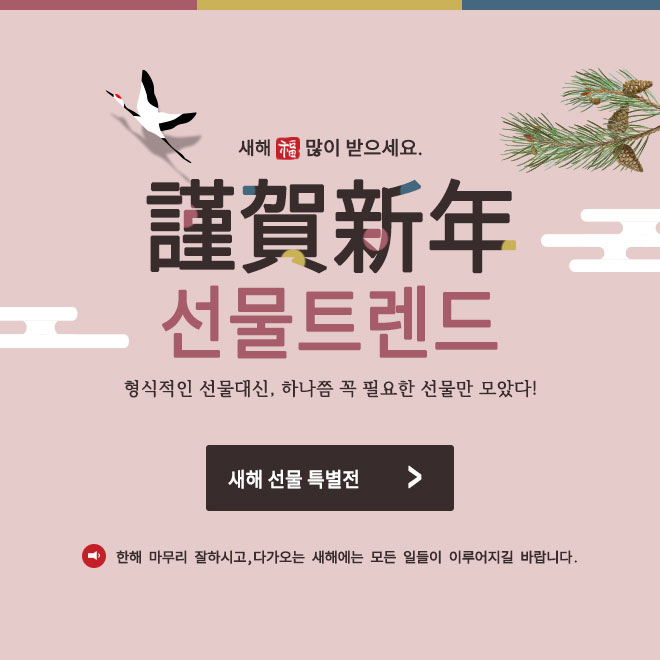 새해 福 많이 받으세요.
謹賀新年
선물트렌드
형식적인 선물대신, 하나쯤 꼭 필요한 선물만 모았다!
새해 선물 특별전 >
한해 마무리 잘하시고,다가오는 새해에는 모든 일들이 이루어지길 바랍니다.